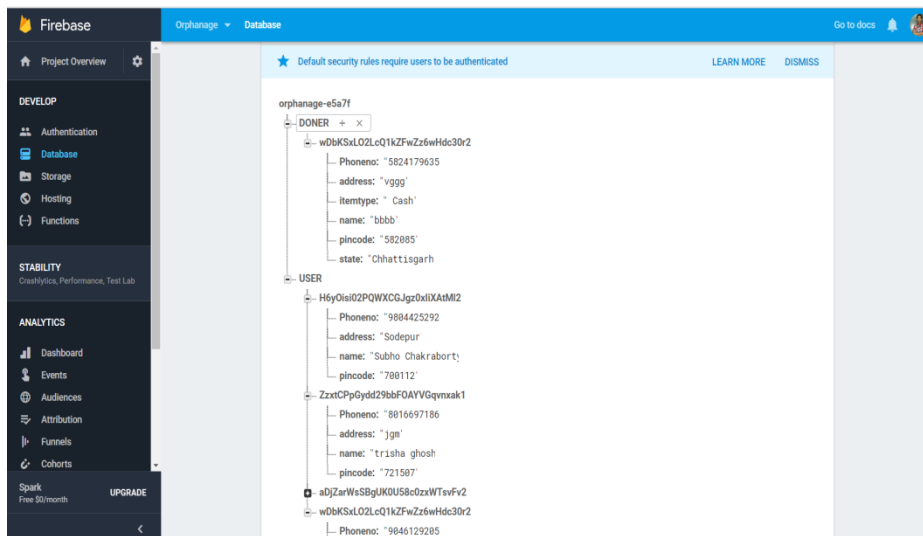 Firebase
Orphanage Database
Go to docs
Project Overview
DEVELOP
Authentication
Database
Storage
Hosting
Functions
STABILITY
Crashlytics, Performance, Test Lab
ANALYTICS
Dashboard
Events
Audiences
Attribution
Funnels
Cohorts
Spark
Free $0/month
UPGRADE
Default security rules require users to be authenticated LEARN MORE DISMISS
orphanage-e5a7f
DONER + ×
wDbKSxLO2LcQ1kZFwZz6wHdc30r2
Phoneno: "5824179635
address: "vggg'
itemtype: " Cash'
name: "bbbb'
pincode: "582085'
state: "Chhattisgarh
USER
H6yOisi02PQWXCGJgz0xliXAtMl2
Phoneno: "9804425292
address: "Sodepur
name: "Subho Chakraborty
pincode: "700112'
ZzxtCPpGydd29bbFOAYVGqvnxak1
Phoneno: "8016697186
address: "jgm'
name: "trisha ghosh
pincode: "721507'
aDjZarWsSBgUK0U58c0zxWTsvFv2
wDbKSxLO2LcQ1kZFwZz6wHdc30r2
Phoneno: "9046129205